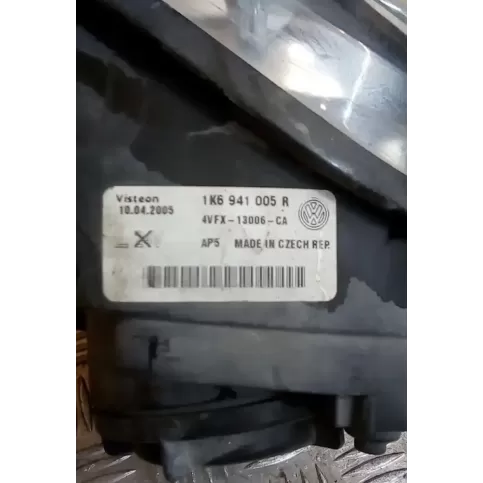 Visteon 1K6 941 005 R
10.04.2005 4VFX-13006-CA
AP5 MADE IN CZECH REP.